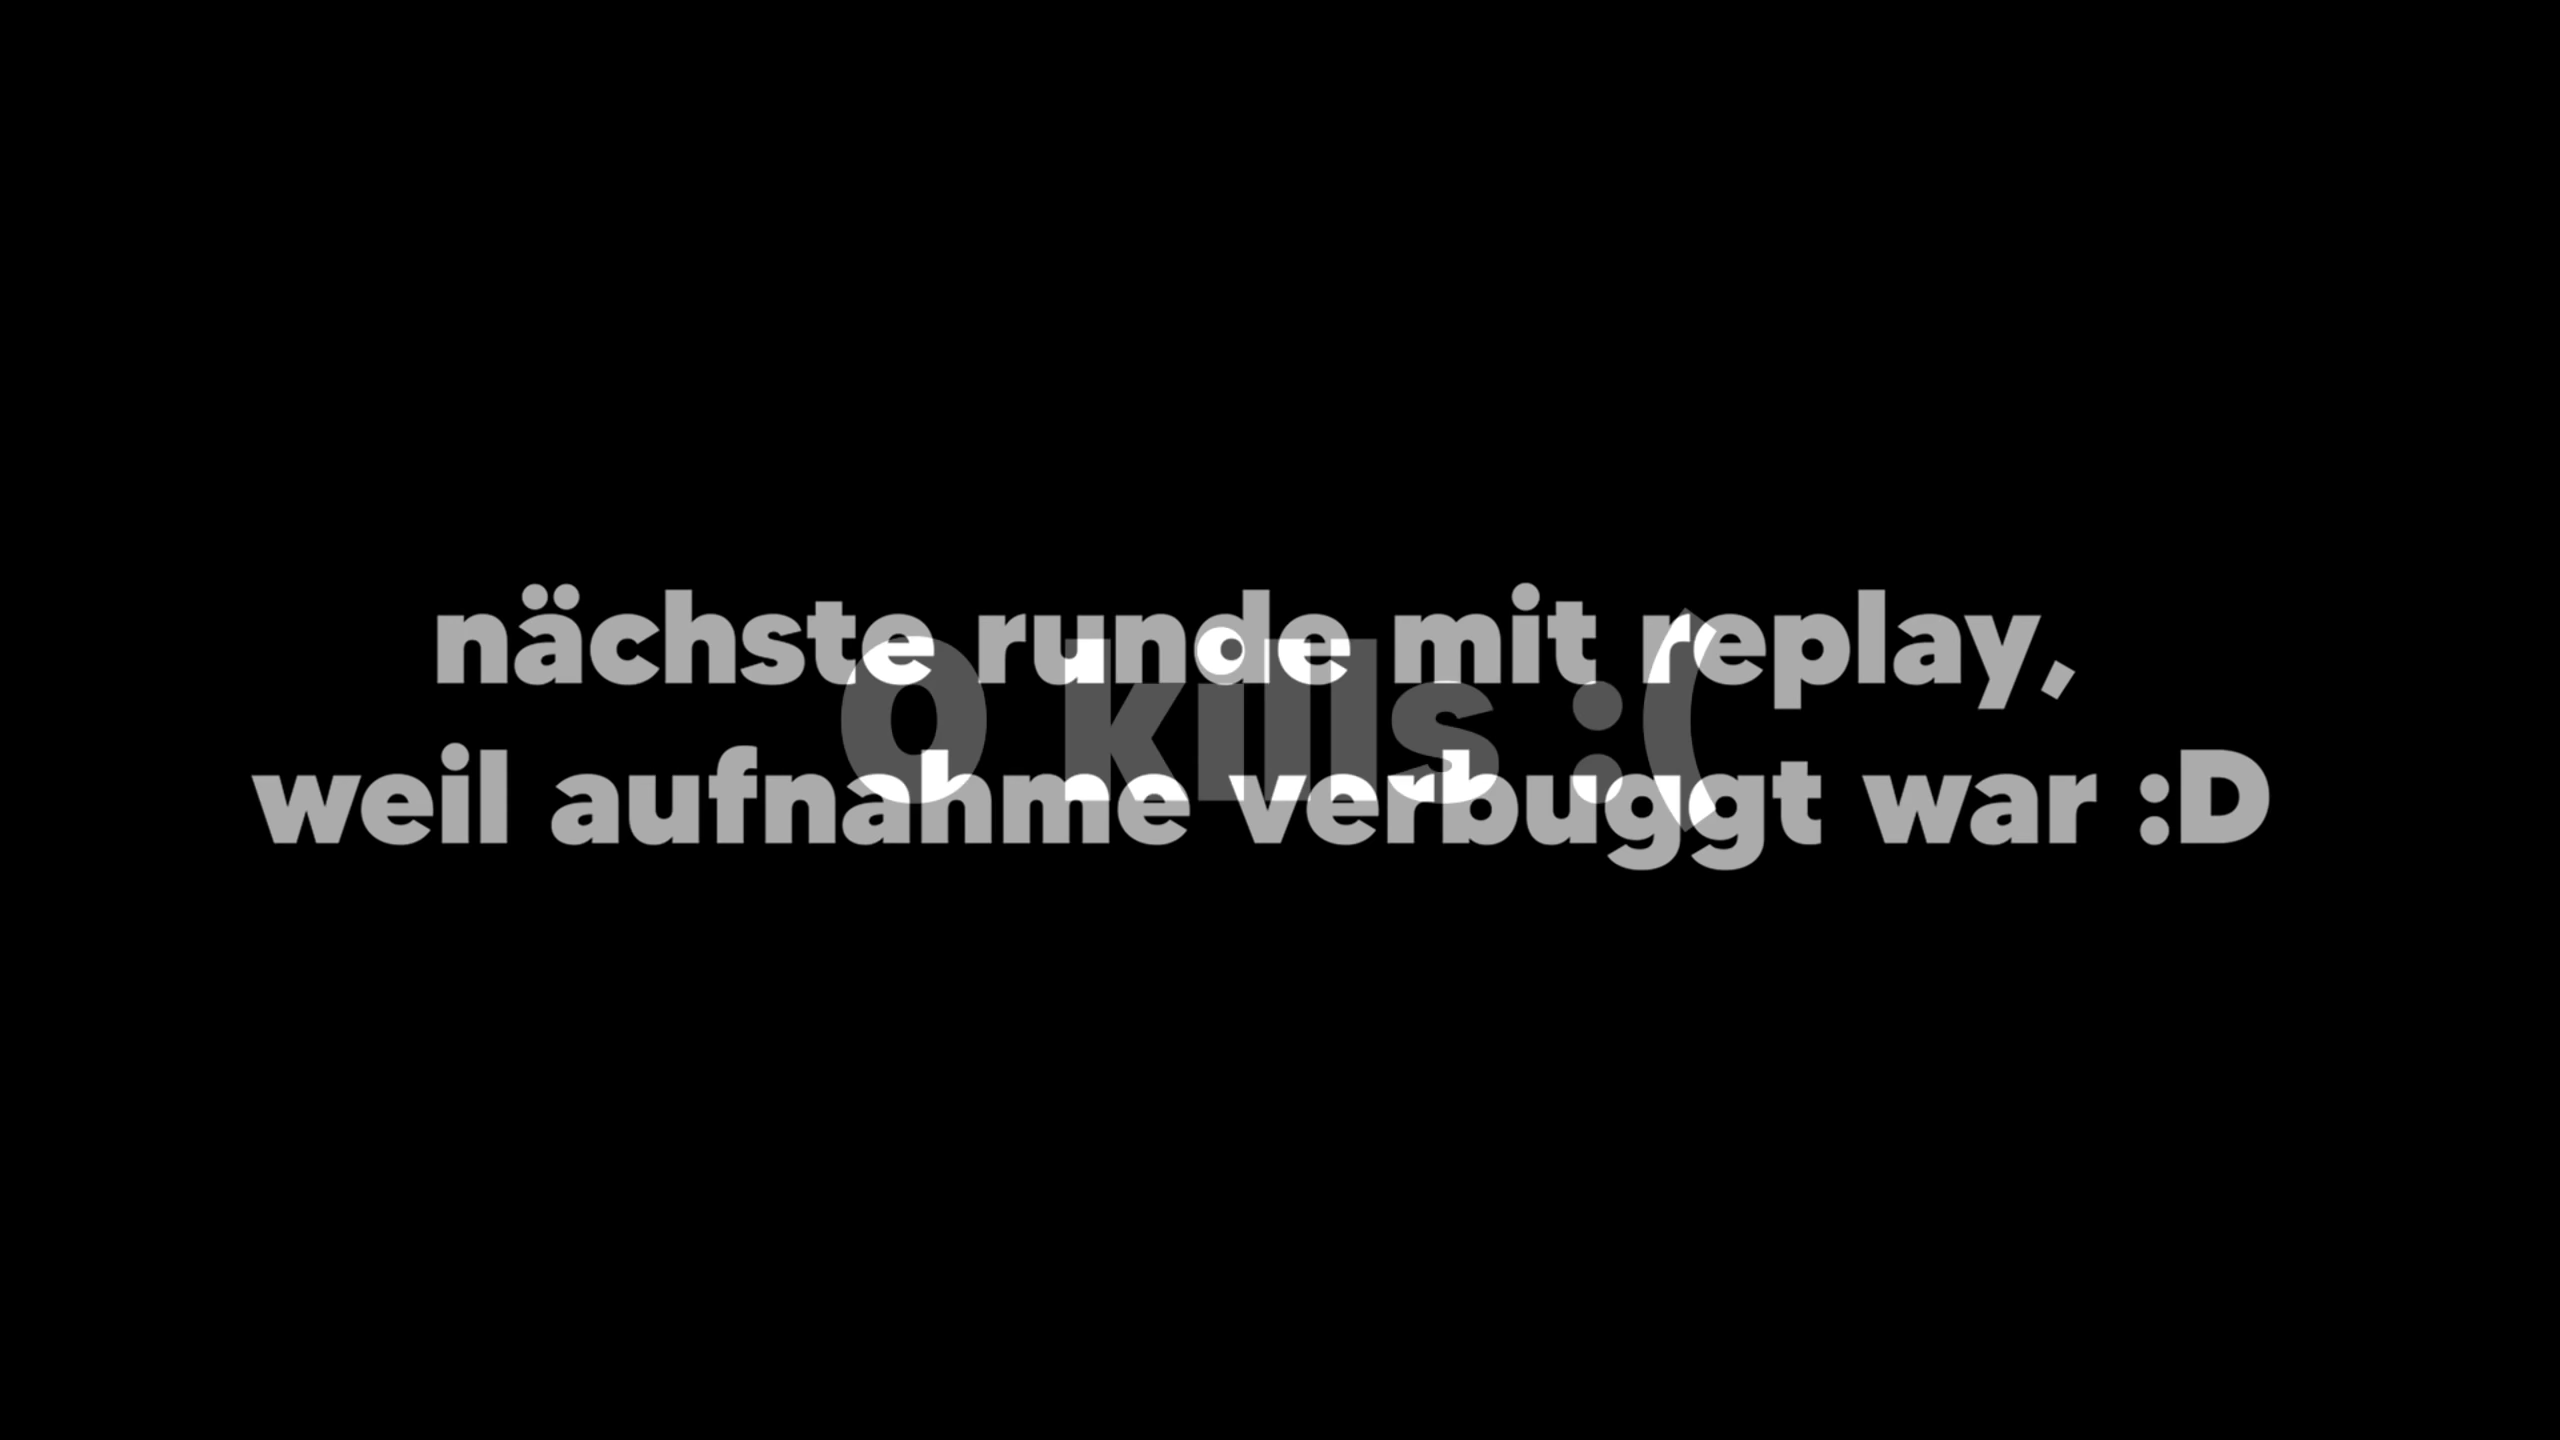 nächste runde mit replay,
0 kills :(
weil aufnahme verbuggt war :D